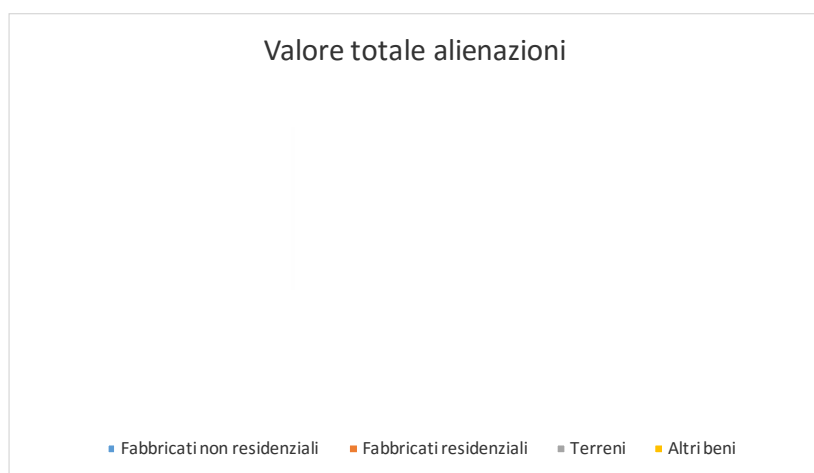 Valore totale alienazioni
Fabbricati non residenziali Fabbricati residenziali Terreni Altri beni